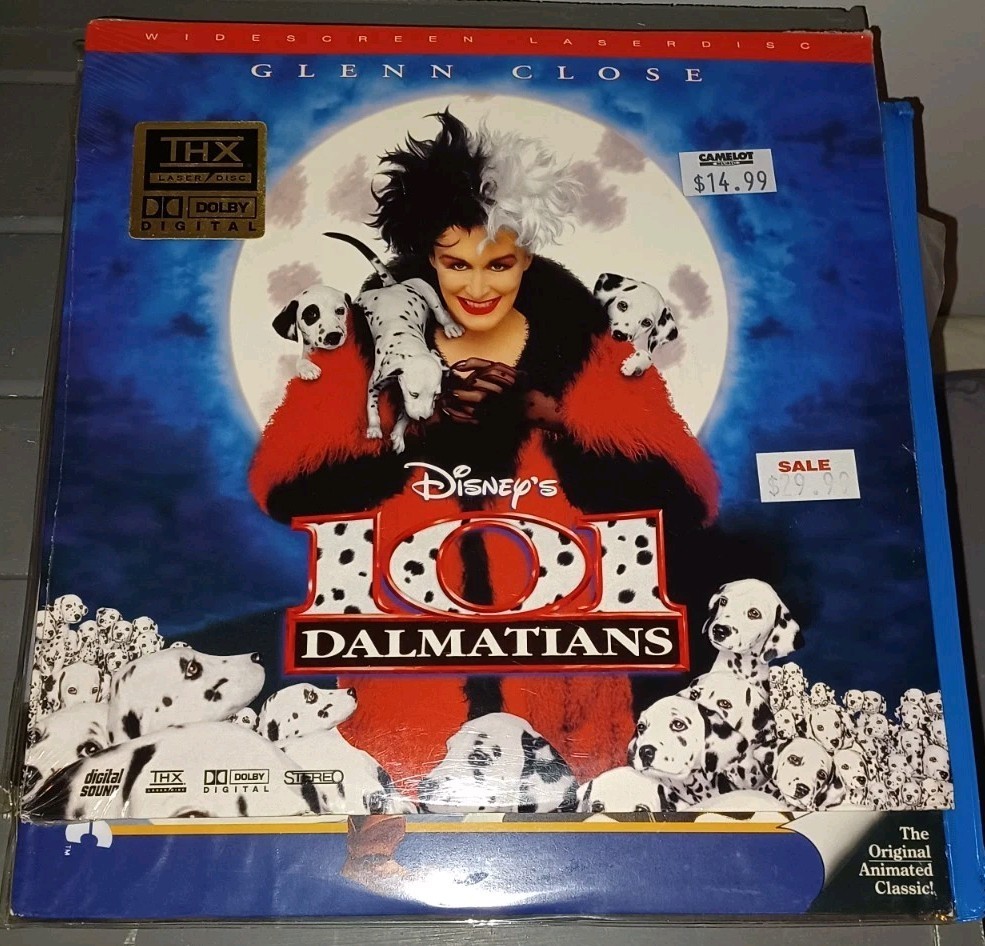 WIDESCREEN LASERDISC
GLENN CLOSE
THX
LASER DISC
DOLBY
DIGITAL
CAMELOT
$14.99
SALE
$29.99
DISNEY'S
101
DALMATIANS
digital SOUND
THX
DOLBY
DIGITAL
STEREO
TM
The
Original
Animated
Classic!